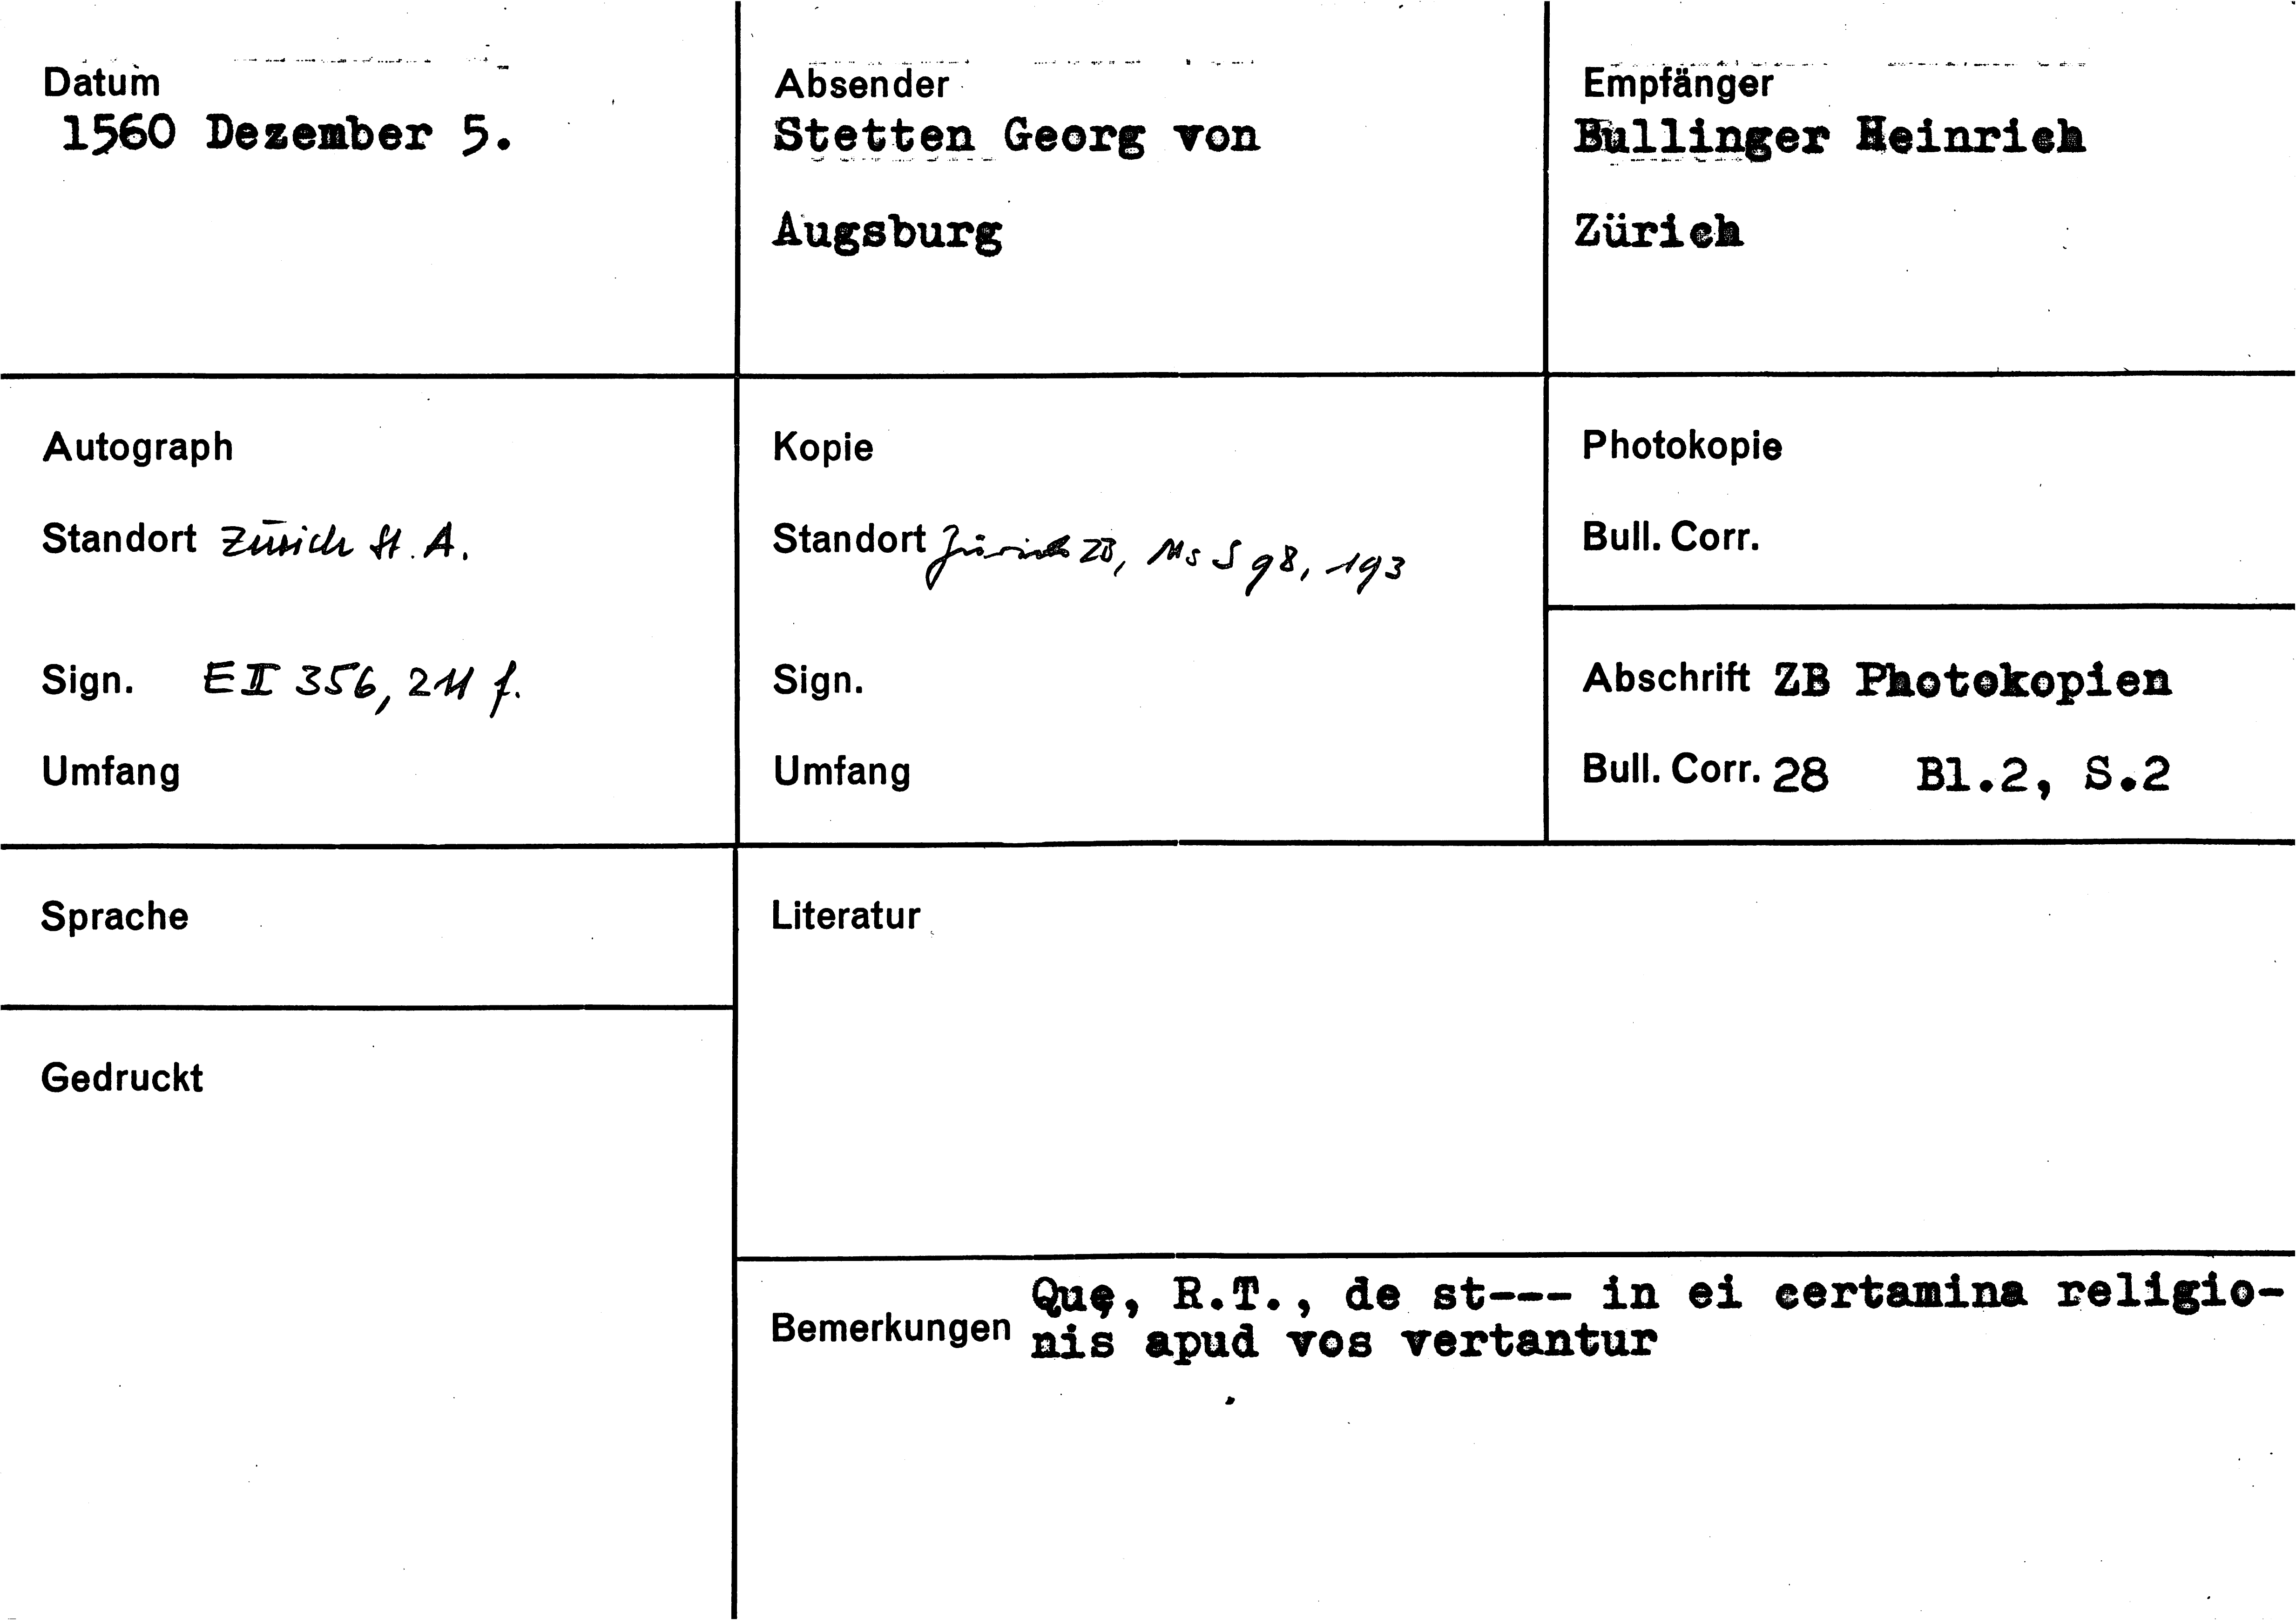 Datum
1560 Dezember 5.
Absender
Stetten Georg von
Augsburg
Empfänger
Bullinger Heinrich
Zürich
Autograph
Standort Zürich St. A.
Sign. E II 356, 211 f.
Umfang
Kopie
Standort Zürich ZB, Ms S 98, 193
Sign.
Umfang
Photokopie
Bull. Corr.
Abschrift ZB Photokopien
Bull. Corr. 28 Bl.2, S.2
Sprache
Gedruckt
Literatur
Bemerkungen
Quę, R.T., de st--- in ei certamina religio-
nis apud vos vertantur